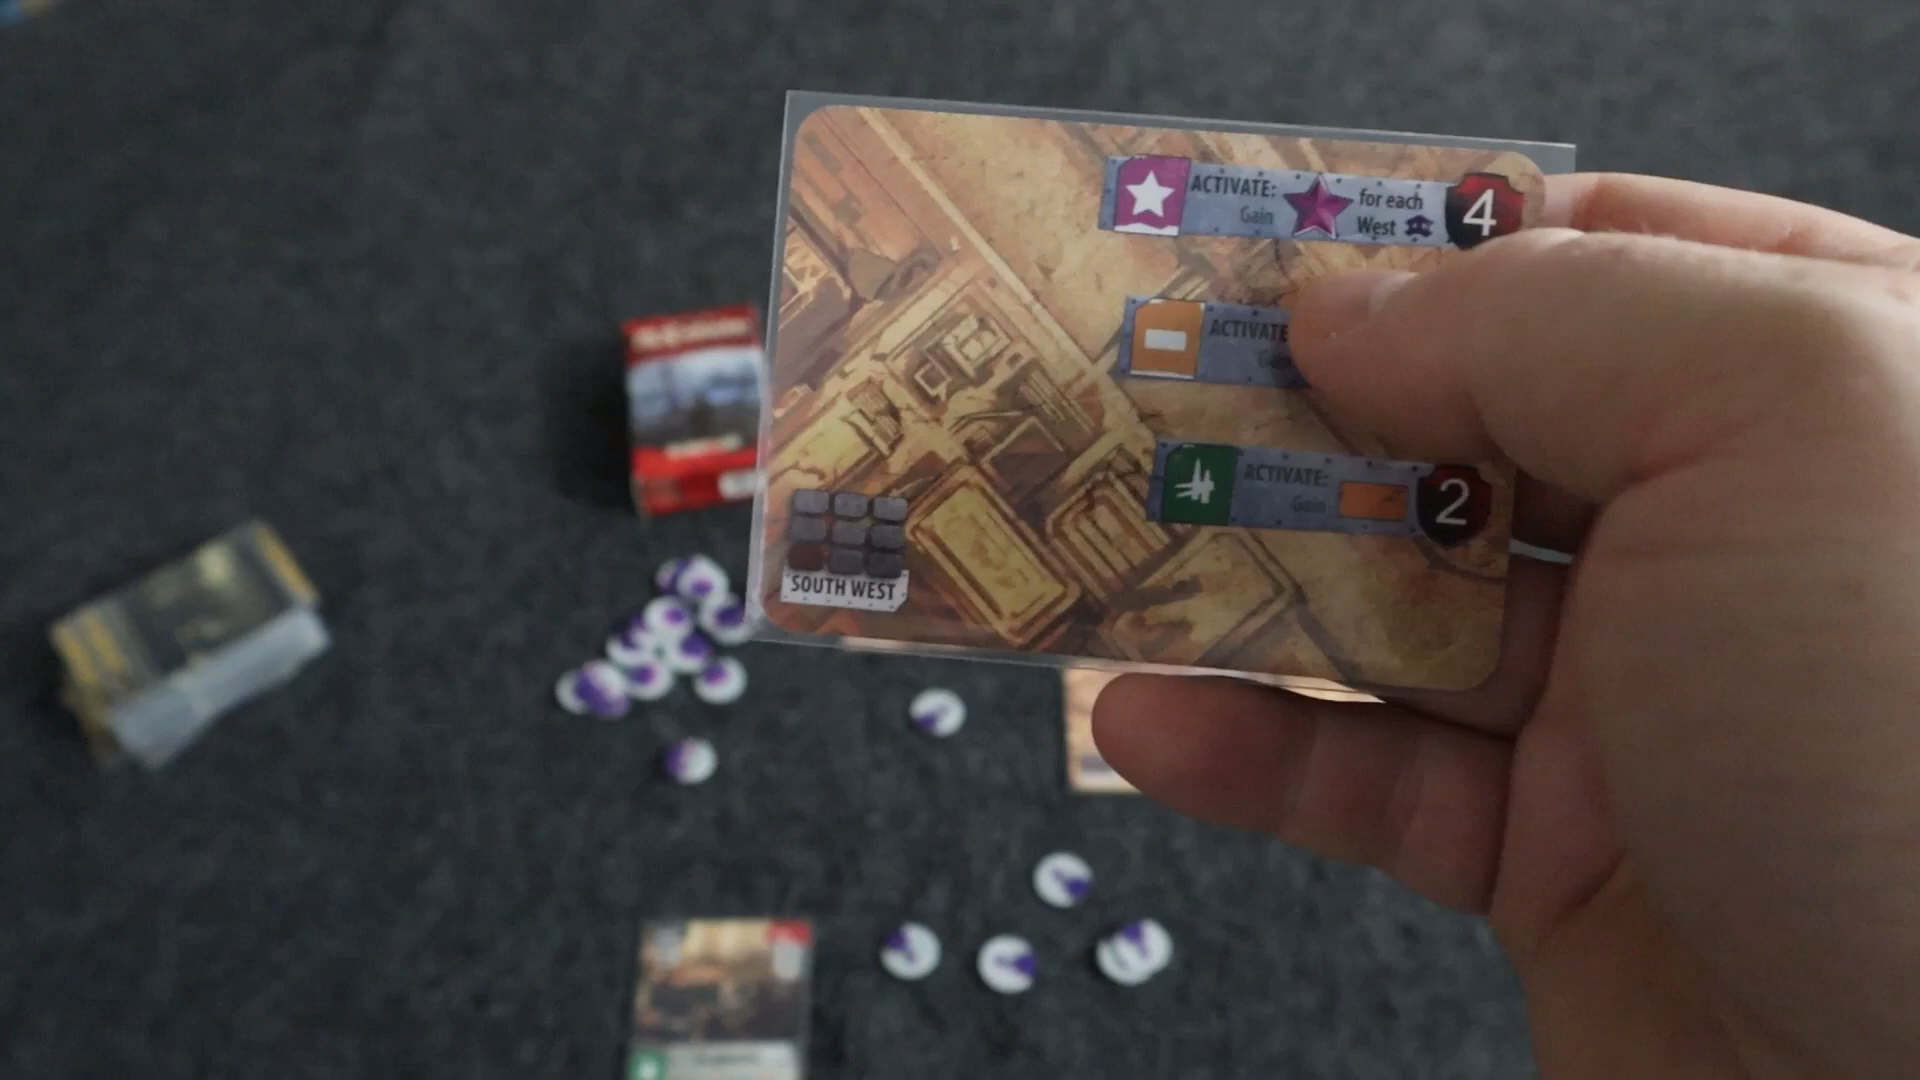 ACTIVATE:
Gain
for each
West
4
ACTIVATE
ACTIVATE:
Gain
2
SOUTH WEST